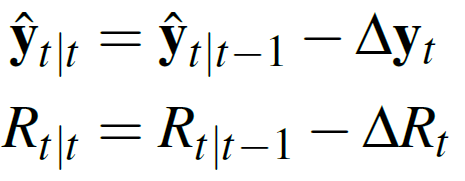 ŷ_{t|t} = ŷ_{t|t−1} − Δy_t
R_{t|t} = R_{t|t−1} − ΔR_t